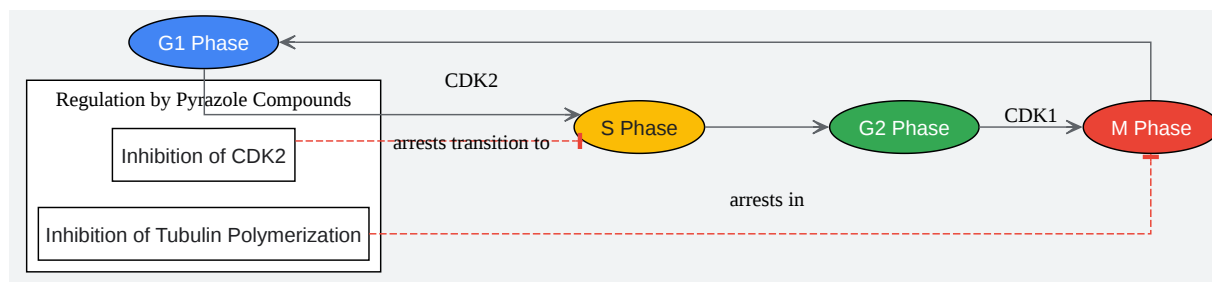 G1 Phase
CDK2
Regulation by Pyrazole Compounds
S Phase
G2 Phase
CDK1
M Phase
Inhibition of CDK2
arrests transition to
arrests in
Inhibition of Tubulin Polymerization